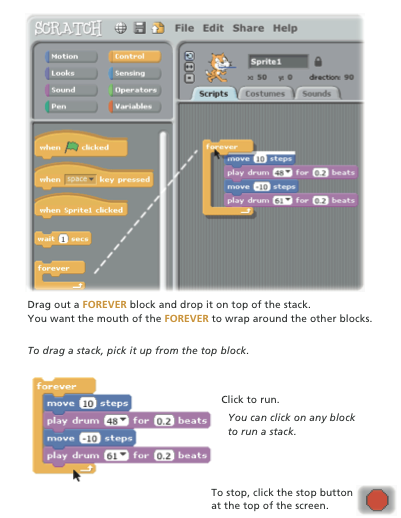 SCRATCH File Edit Share Help
Motion Control
Looks Sensing
Sound Operators
Pen Variables
Sprite1
x: 50 y: 0 direction: 90
Scripts Costumes Sounds
when clicked
when space key pressed
when Sprite1 clicked
wait 1 secs
forever
forever
move 10 steps
play drum 48 for 0.2 beats
move -10 steps
play drum 61 for 0.2 beats
Drag out a FOREVER block and drop it on top of the stack.
You want the mouth of the FOREVER to wrap around the other blocks.
To drag a stack, pick it up from the top block.
forever
move 10 steps
play drum 48 for 0.2 beats
move -10 steps
play drum 61 for 0.2 beats
Click to run.
You can click on any block
to run a stack.
To stop, click the stop button
at the top of the screen.